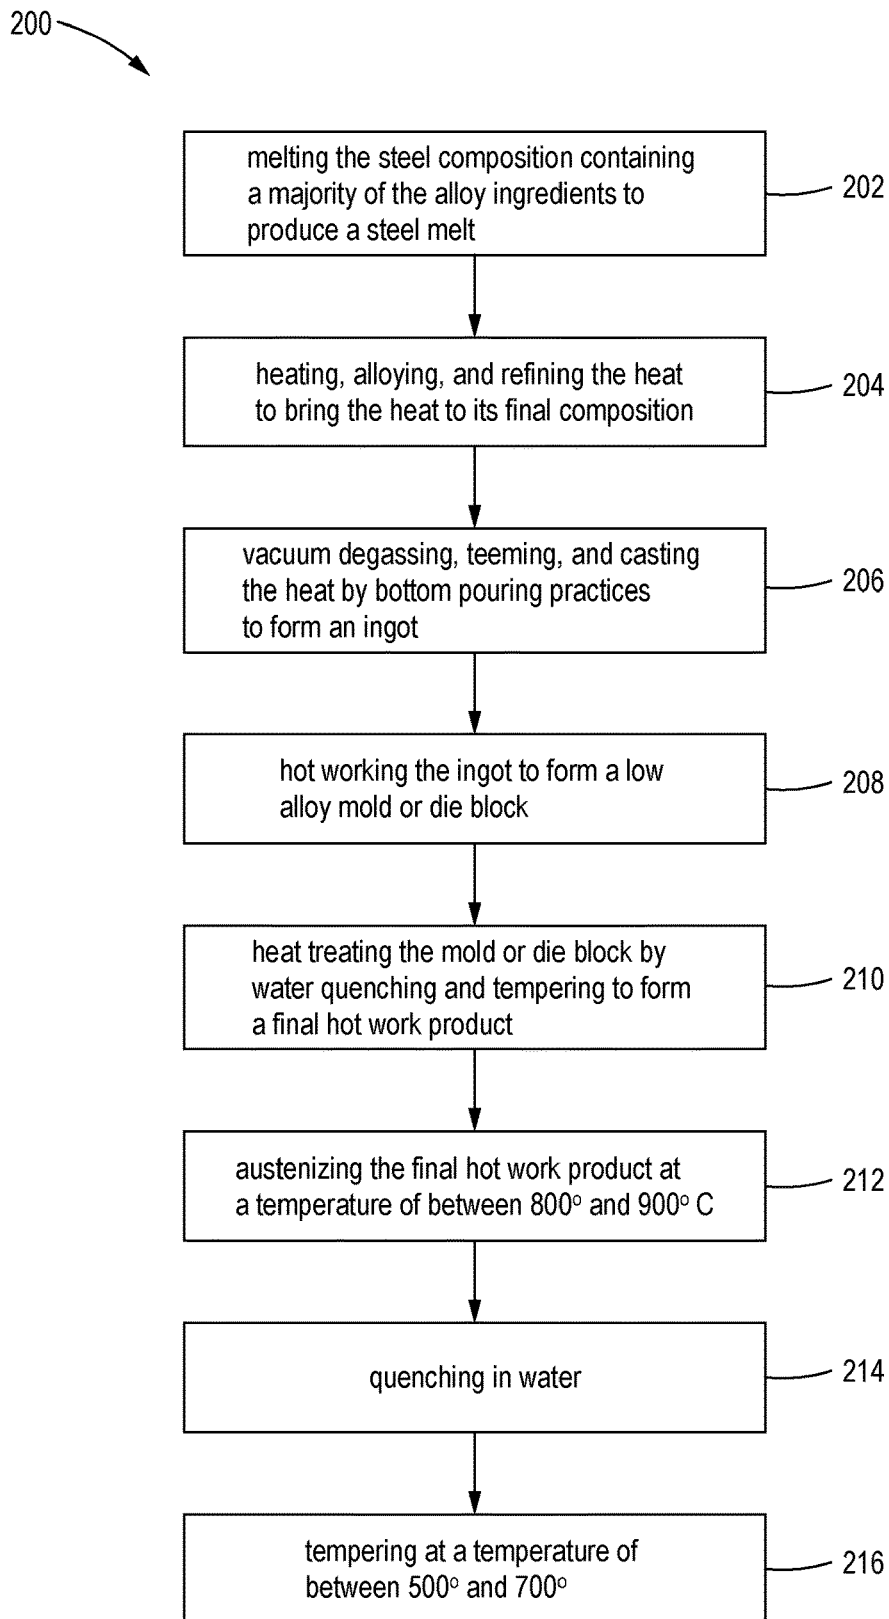 200
melting the steel composition containing
a majority of the alloy ingredients to
produce a steel melt
202
heating, alloying, and refining the heat
to bring the heat to its final composition
204
vacuum degassing, teeming, and casting
the heat by bottom pouring practices
to form an ingot
206
hot working the ingot to form a low
alloy mold or die block
208
heat treating the mold or die block by
water quenching and tempering to form
a final hot work product
210
austenizing the final hot work product at
a temperature of between 800° and 900° C
212
quenching in water
214
tempering at a temperature of
between 500° and 700°
216